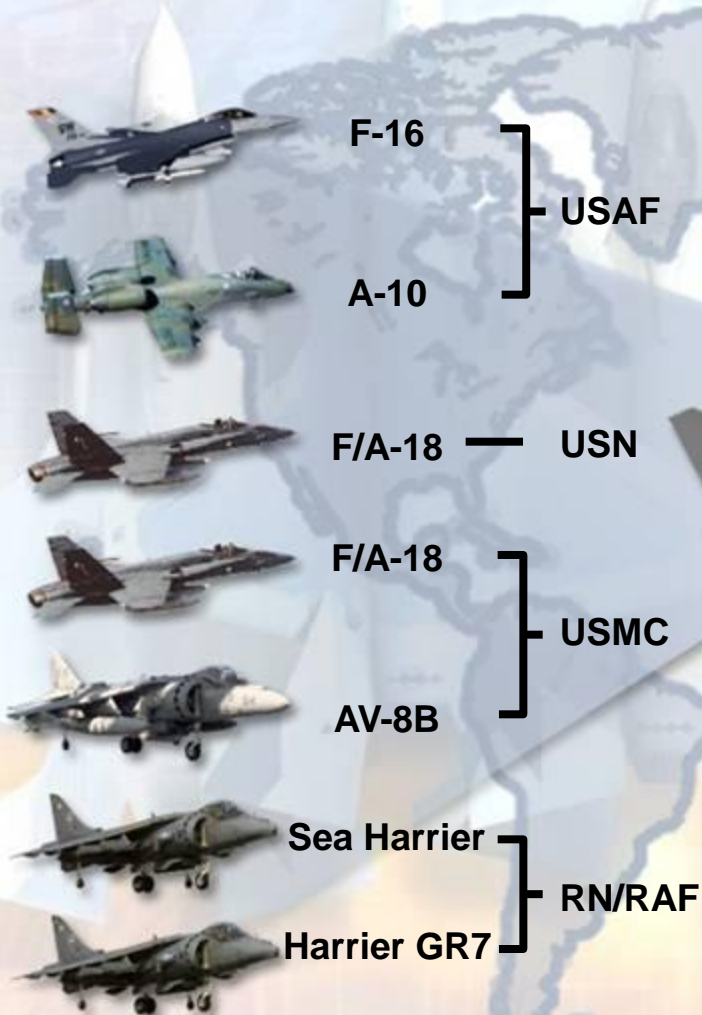 F-16
USAF
A-10
F/A-18
USN
F/A-18
USMC
AV-8B
Sea Harrier
RN/RAF
Harrier GR7